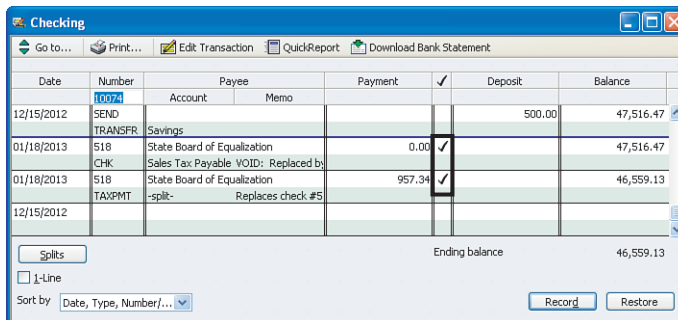 Checking
Go to... Print... Edit Transaction QuickReport Download Bank Statement
Date Number Payee Payment ✓ Deposit Balance
10074 Account Memo
12/15/2012 SEND 500.00 47,516.47
TRANSFR Savings
01/18/2013 518 State Board of Equalization 0.00 ✓ 47,516.47
CHK Sales Tax Payable VOID: Replaced by
01/18/2013 518 State Board of Equalization 957.34 ✓ 46,559.13
TAXPMT -split- Replaces check #5
12/15/2012
Splits Ending balance 46,559.13
1-Line
Sort by Date, Type, Number/... Record Restore